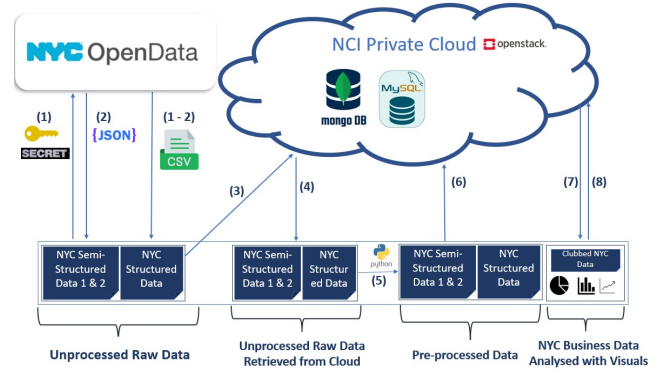 NYC OpenData
NCI Private Cloud openstack.
mongo DB
MySQL
(1)
(2)
(1 - 2)
SECRET
{JSON}
CSV
(3)
(4)
(6)
(7)
(8)
NYC Semi-
Structured
Data 1 & 2
NYC
Structured
Data
NYC Semi-
Structured
Data 1 & 2
NYC
Structur
ed Data
python
(5)
NYC Semi-
Structured
Data 1 & 2
NYC
Structured
Data
Clubbed NYC
Data
Unprocessed Raw Data
Unprocessed Raw Data
Retrieved from Cloud
Pre-processed Data
NYC Business Data
Analysed with Visuals